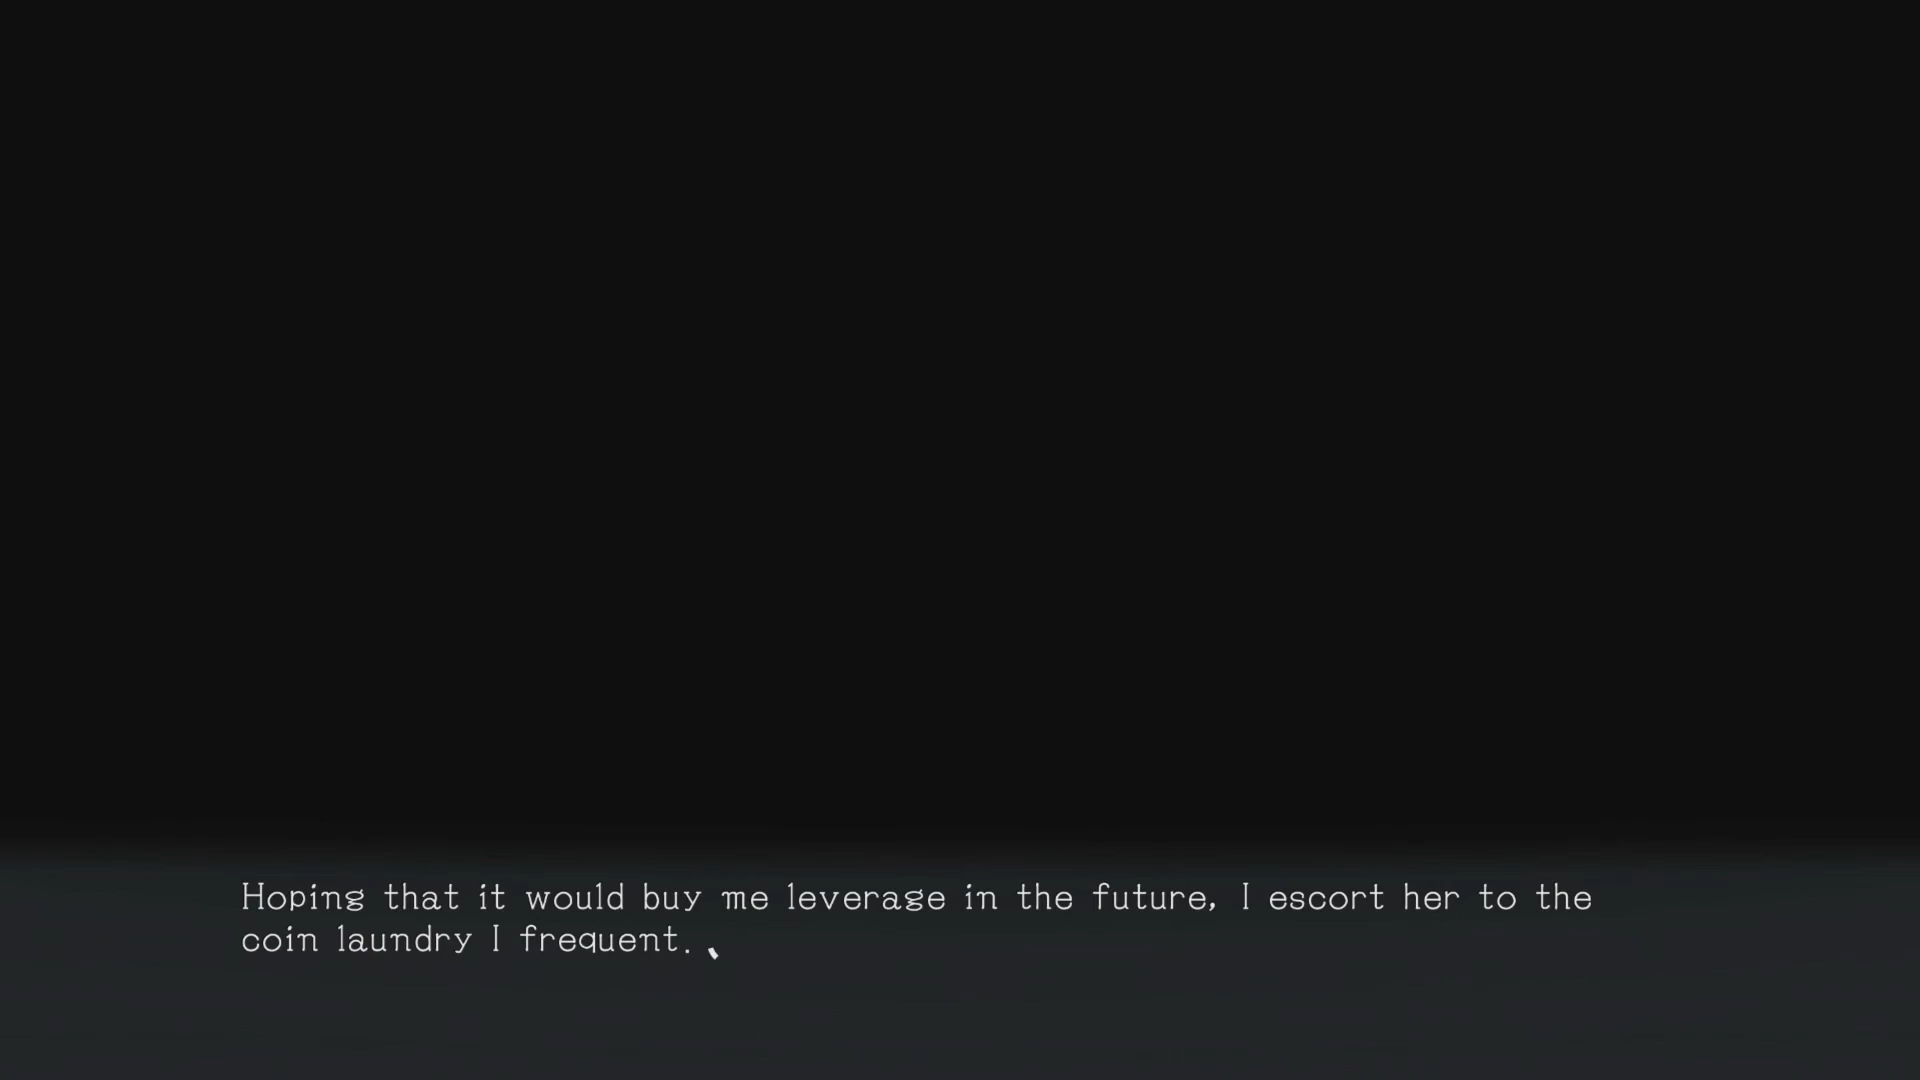 Hoping that it would buy me leverage in the future, I escort her to the
coin laundry I frequent.